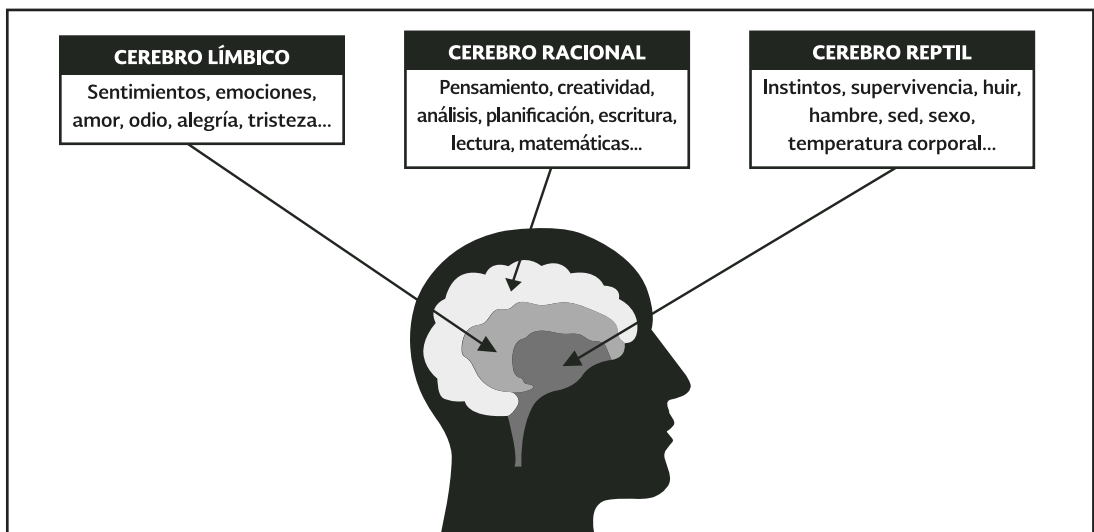 CEREBRO LÍMBICO
Sentimientos, emociones,
amor, odio, alegría, tristeza...
CEREBRO RACIONAL
Pensamiento, creatividad,
análisis, planificación, escritura,
lectura, matemáticas...
CEREBRO REPTIL
Instintos, supervivencia, huir,
hambre, sed, sexo,
temperatura corporal...